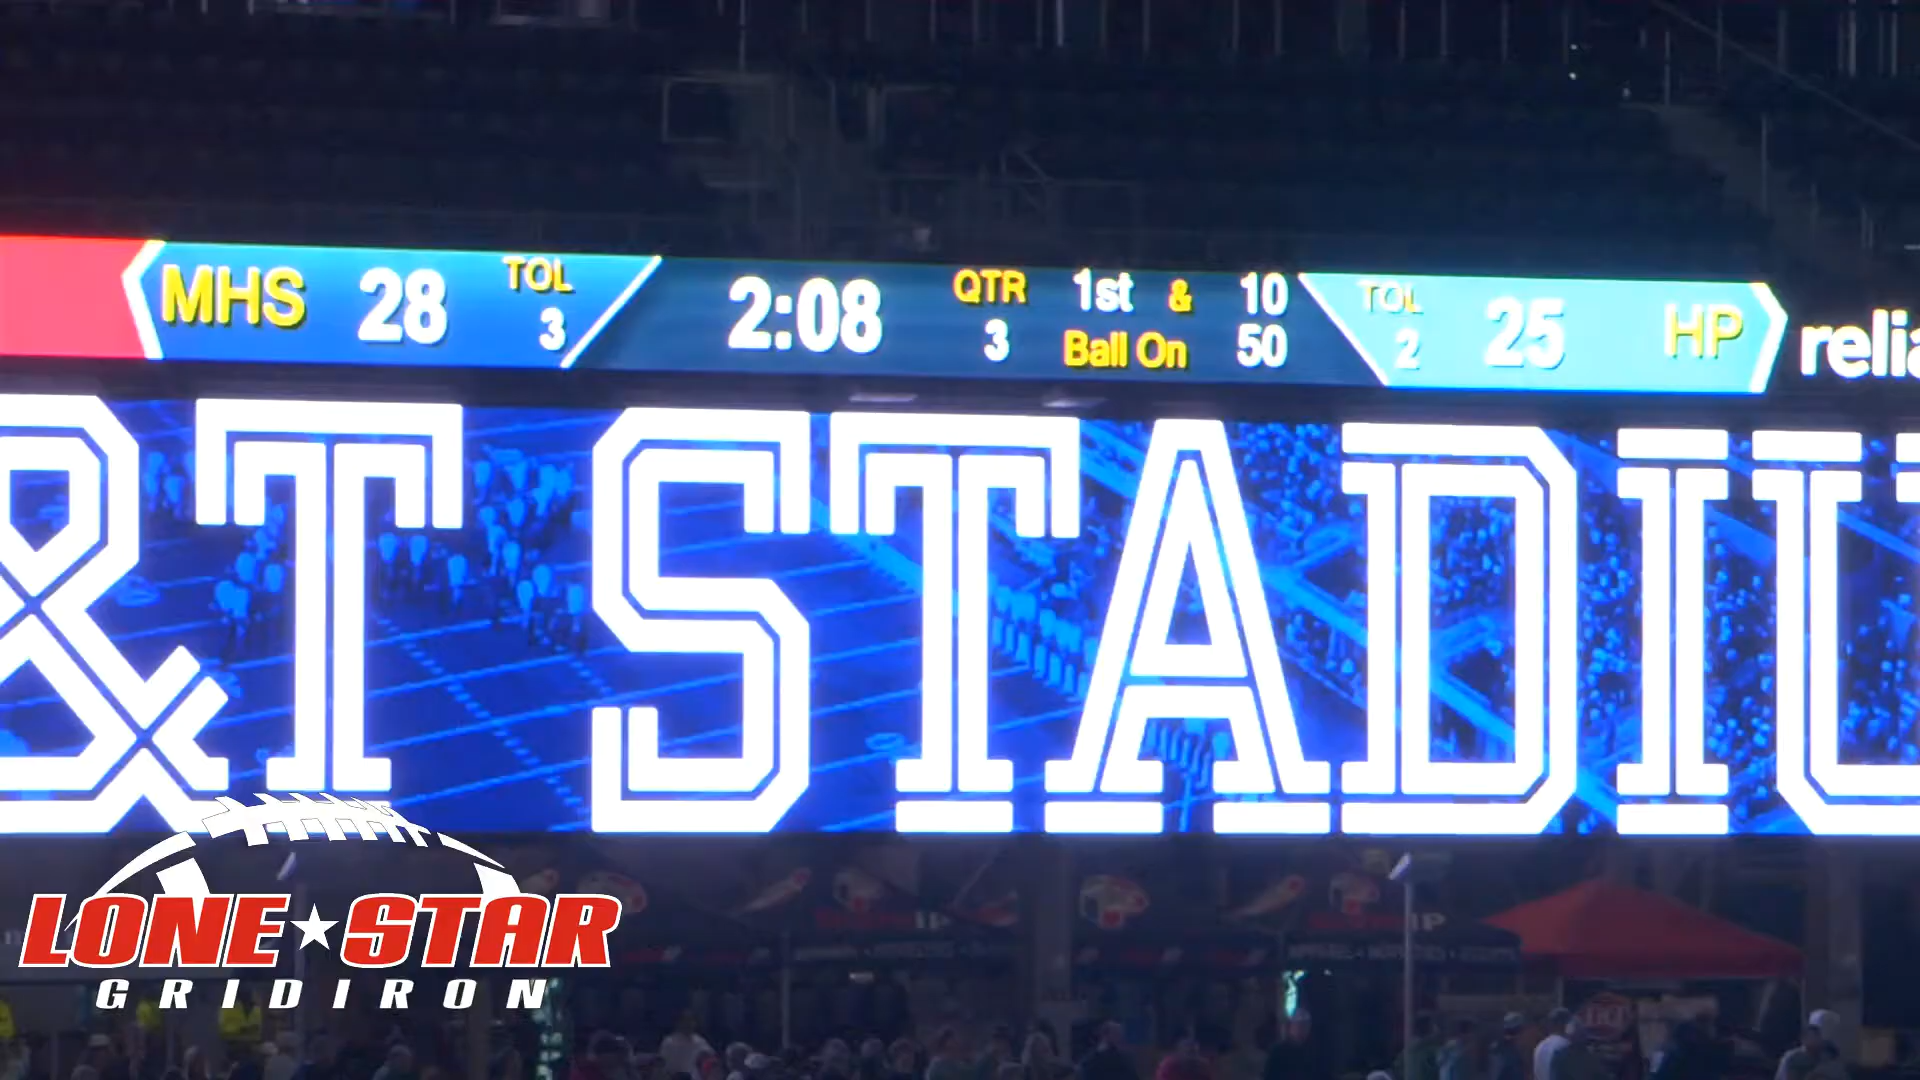 MHS 28 TOL 3 2:08 QTR 3 1st & 10 Ball On 50 TOL 2 25 HP
relia
&T STADIU
LONE STAR
GRIDIRON